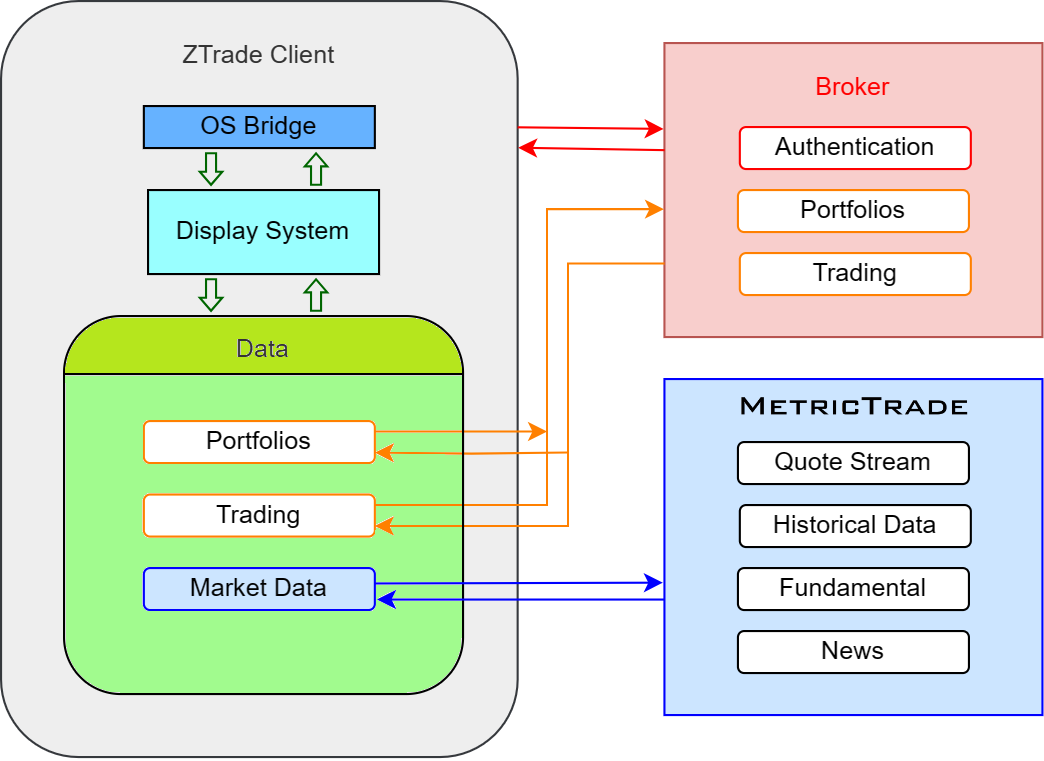 ZTrade Client
OS Bridge
Display System
Data
Portfolios
Trading
Market Data
Broker
Authentication
Portfolios
Trading
MetricTrade
Quote Stream
Historical Data
Fundamental
News